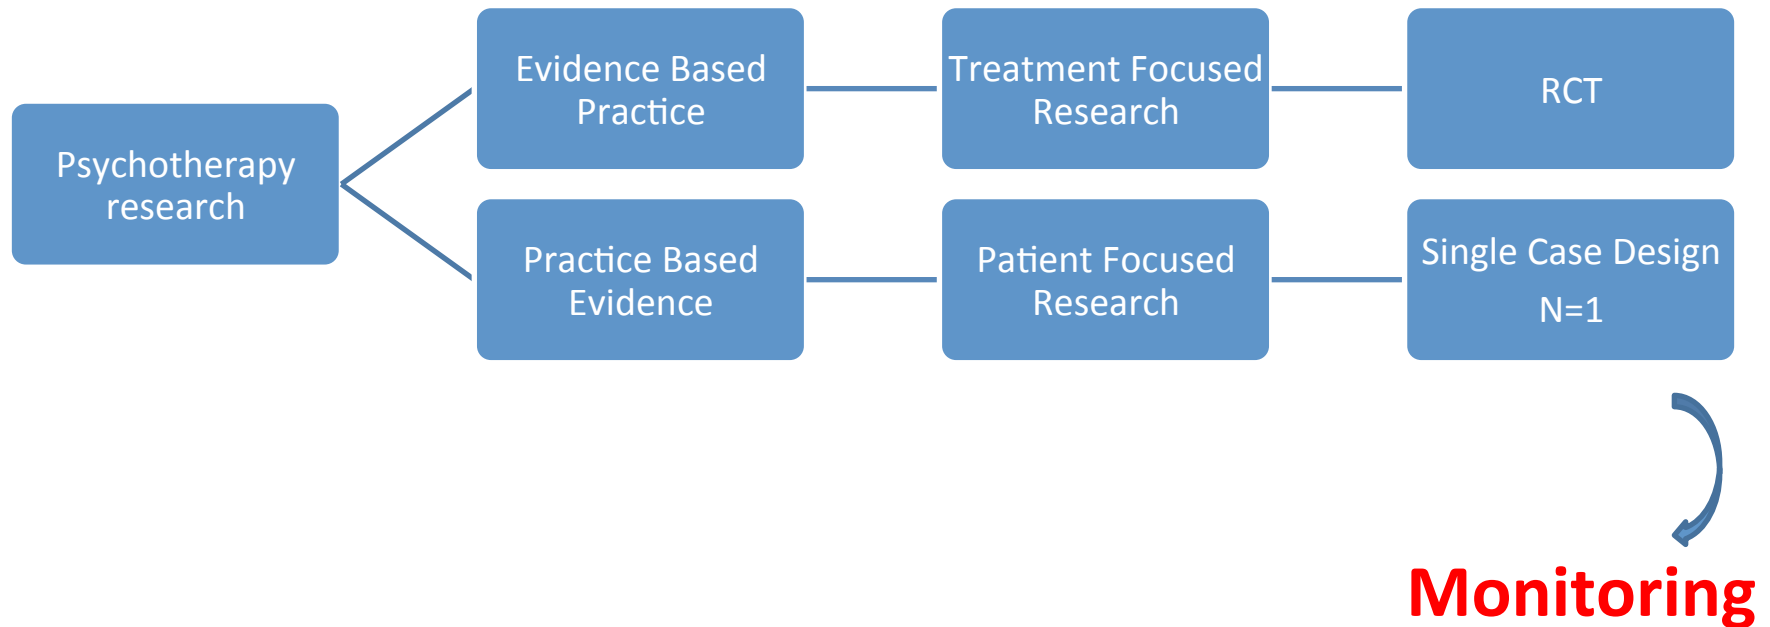 Psychotherapy
research
Evidence Based
Practice
Treatment Focused
Research
RCT
Practice Based
Evidence
Patient Focused
Research
Single Case Design
N=1
Monitoring